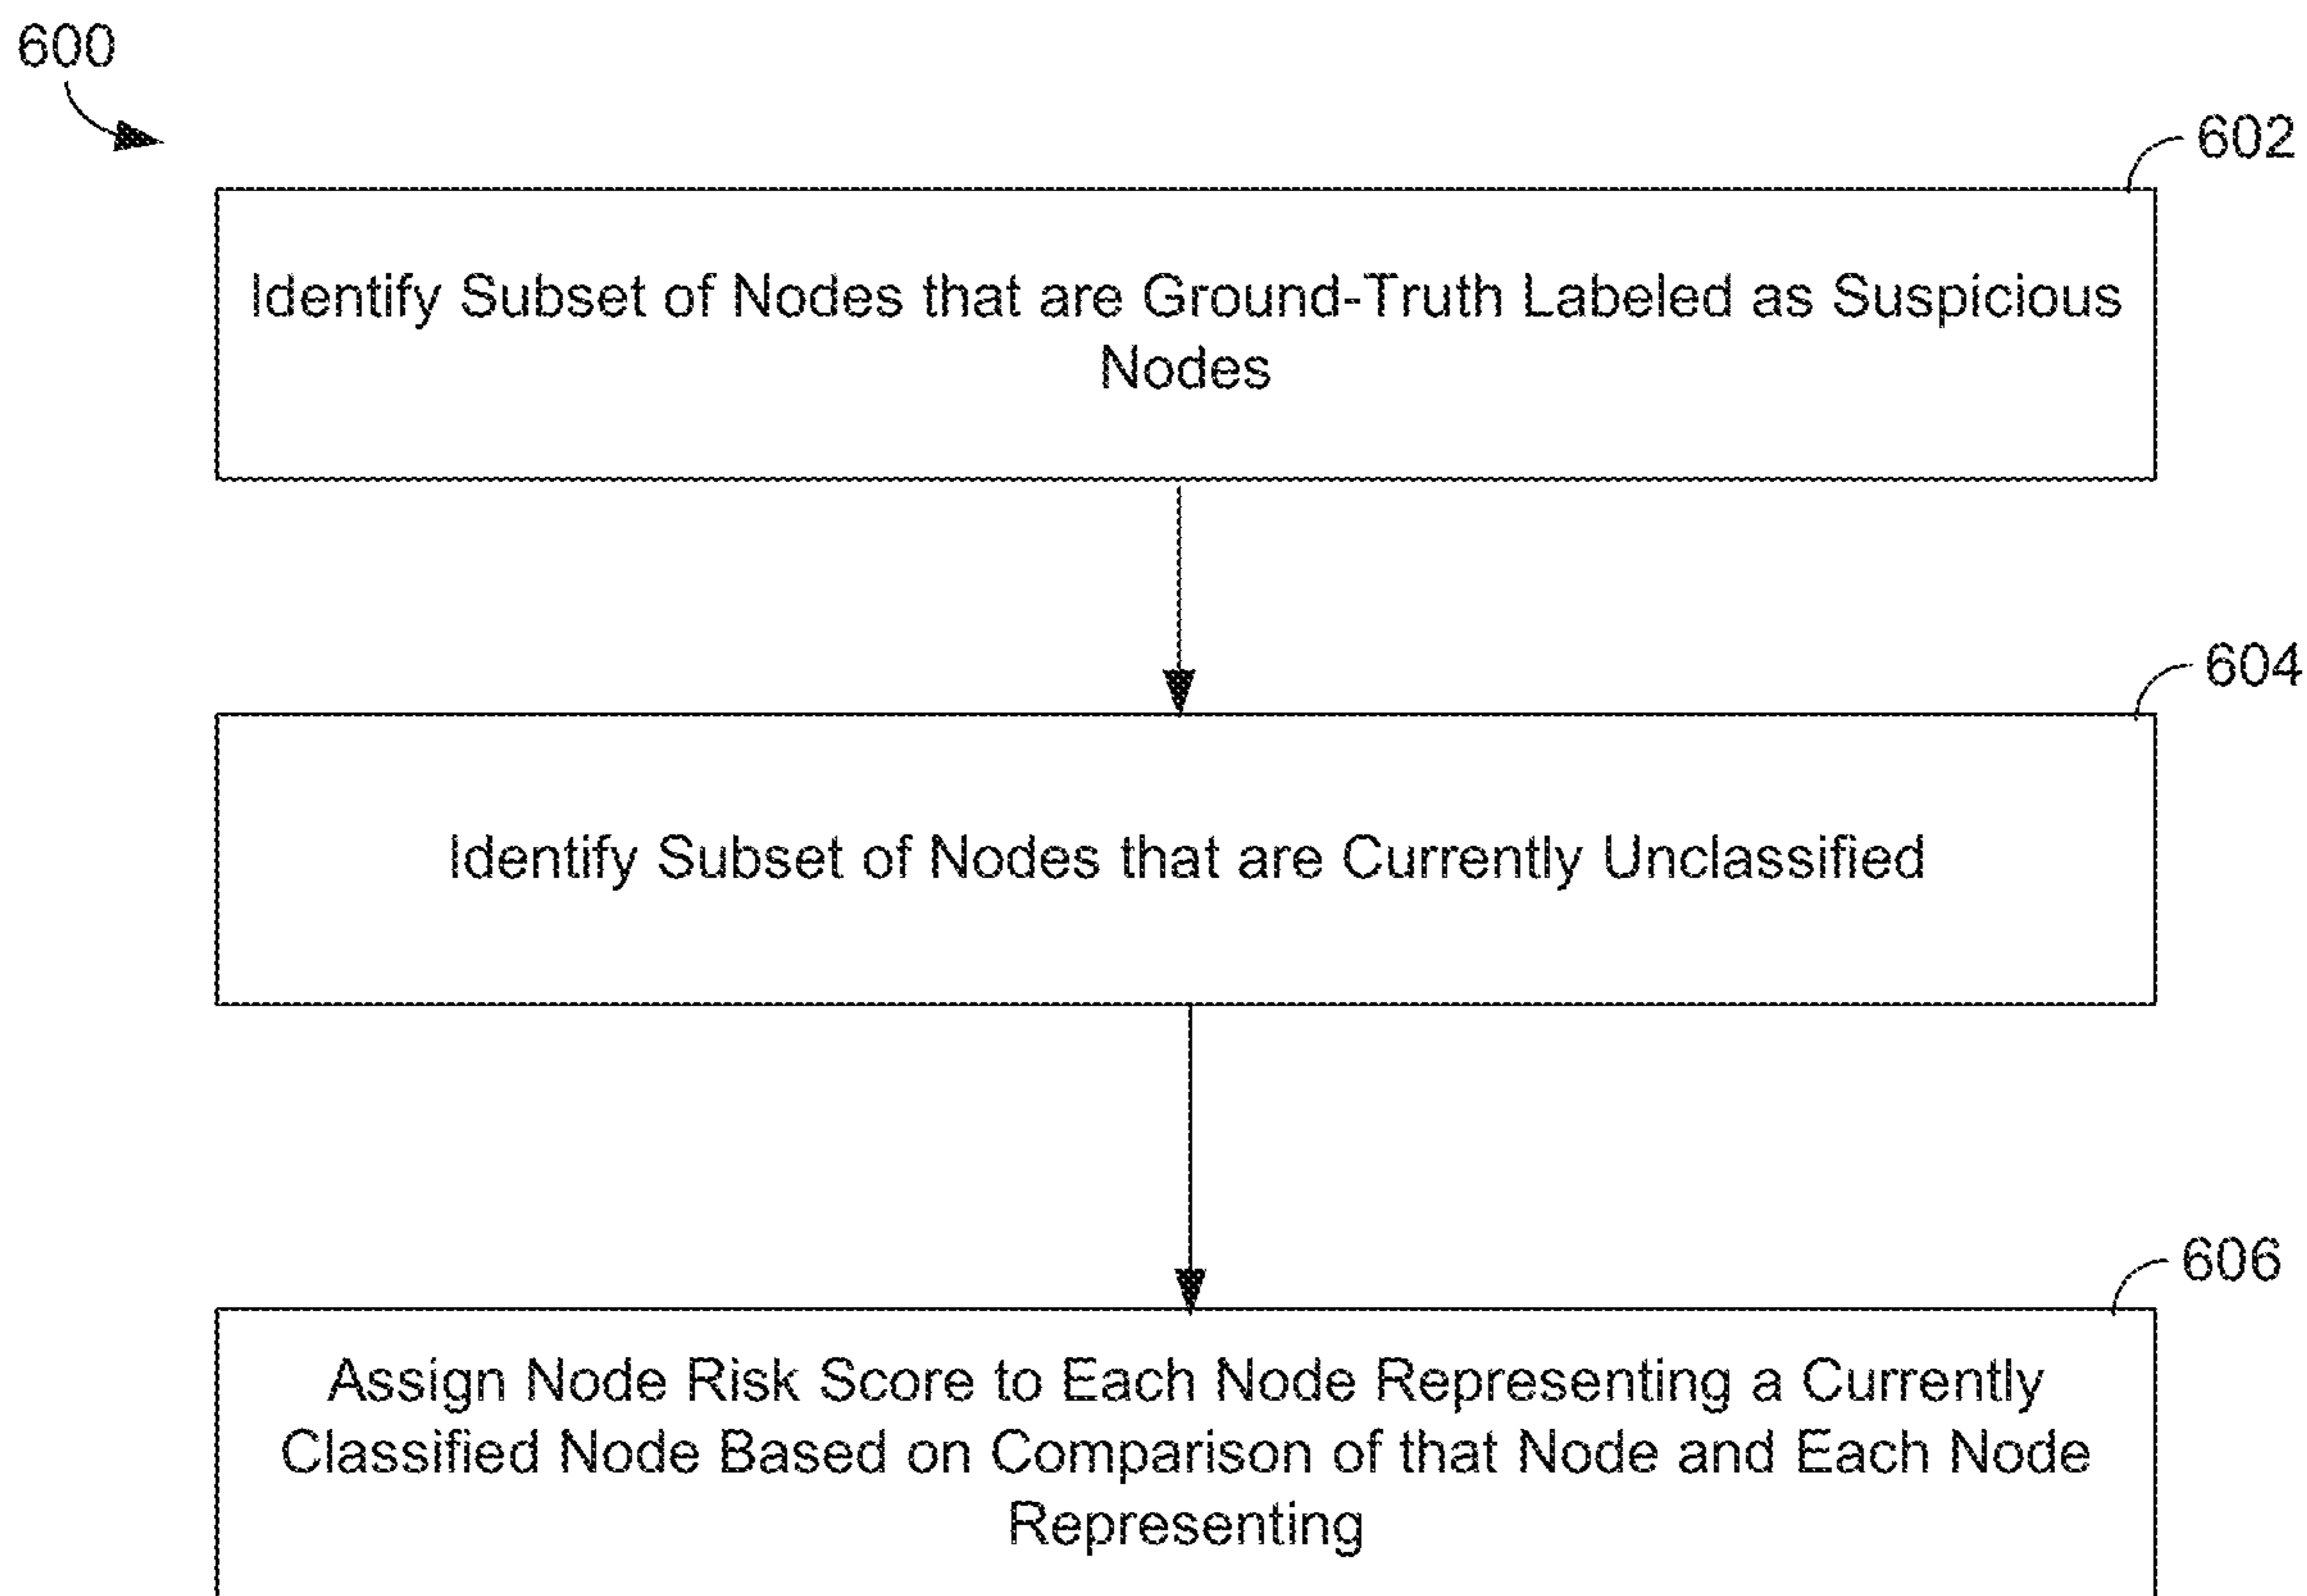 600
602
Identify Subset of Nodes that are Ground-Truth Labeled as Suspicious
Nodes
604
Identify Subset of Nodes that are Currently Unclassified
606
Assign Node Risk Score to Each Node Representing a Currently
Classified Node Based on Comparison of that Node and Each Node
Representing